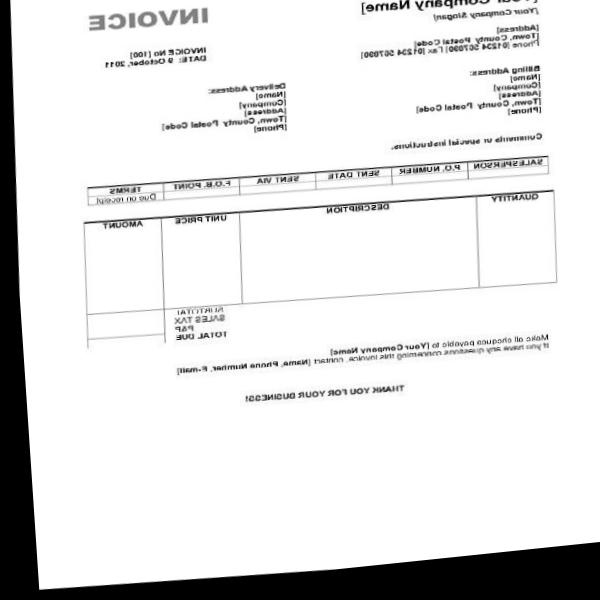 Your Company Name]
[Your Company Slogan]
INVOICE
[Address]
[Town, County Postal Code]
Phone [01234 567890] Fax [01234 567890]
INVOICE No [100]
DATE: 9 October, 2011
Billing Address:
[Name]
[Company]
[Address]
[Town, County Postal Code]
[Phone]
Delivery Address:
[Name]
[Company]
[Address]
[Town, County Postal Code]
[Phone]
Comments or special instructions.
SALESPERSON P.O. NUMBER SENT DATE SENT VIA F.O.B. POINT TERMS
Due on receipt
QUANTITY DESCRIPTION UNIT PRICE AMOUNT
SUBTOTAL
SALES TAX
P&P
TOTAL DUE
Make all cheques payable to [Your Company Name]
If you have any questions concerning this invoice, contact [Name, Phone Number, E-mail]
THANK YOU FOR YOUR BUSINESS!